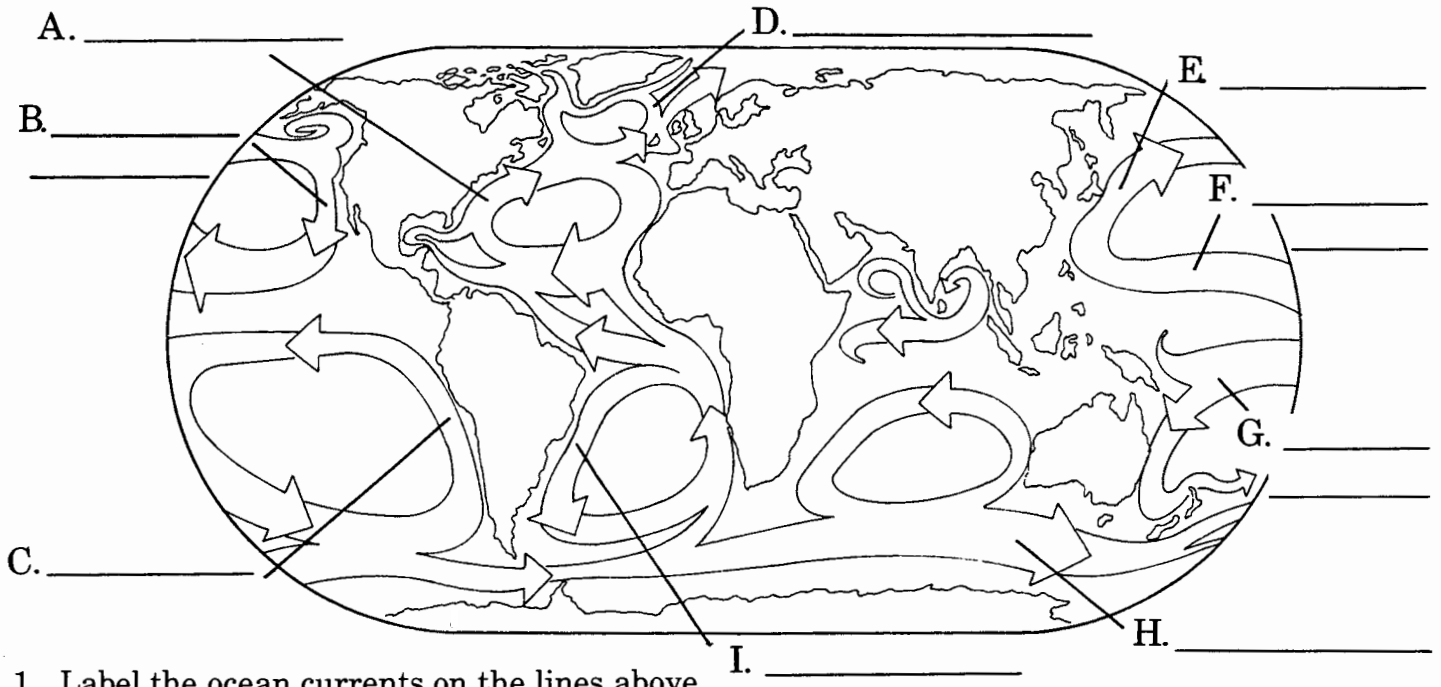 A.
D.
E.
B.
F.
G.
C.
H.
I.
1. Label the ocean currents on the lines above